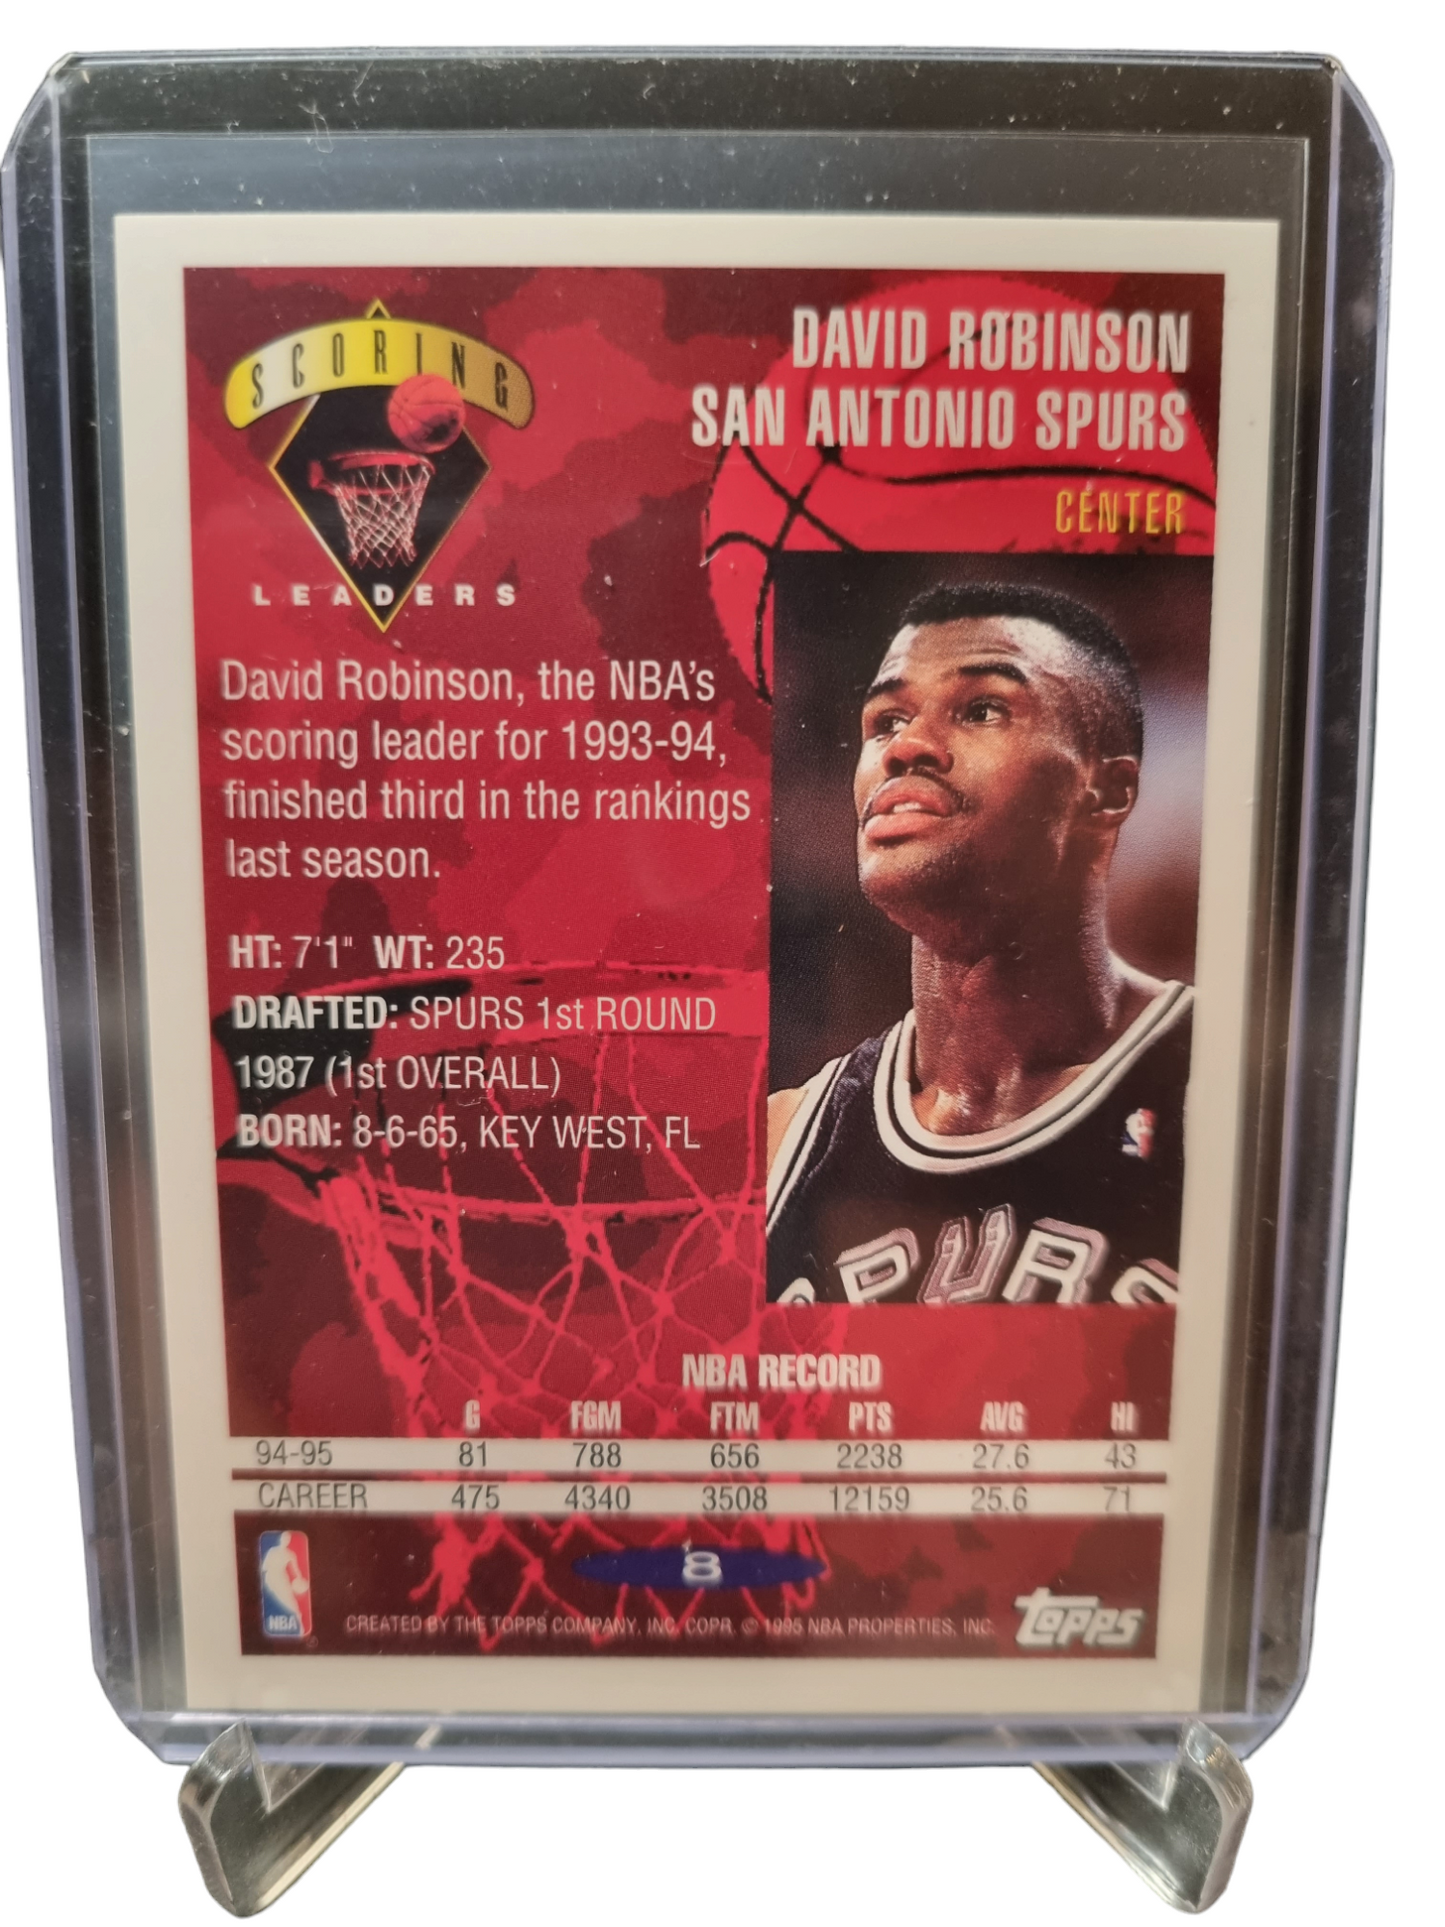 SCORING
LEADERS
DAVID ROBINSON
SAN ANTONIO SPURS
CENTER
David Robinson, the NBA's
scoring leader for 1993-94,
finished third in the rankings
last season.
HT: 7'1" WT: 235
DRAFTED: SPURS 1st ROUND
1987 (1st OVERALL)
BORN: 8-6-65, KEY WEST, FL
SPURS
NBA RECORD
G FGM FTM PTS AVG HI
94-95 81 788 656 2238 27.6 43
CAREER 475 4340 3508 12159 25.6 71
8
NBA
CREATED BY THE TOPPS COMPANY, INC. COPR. © 1995 NBA PROPERTIES, INC.
TOPPS